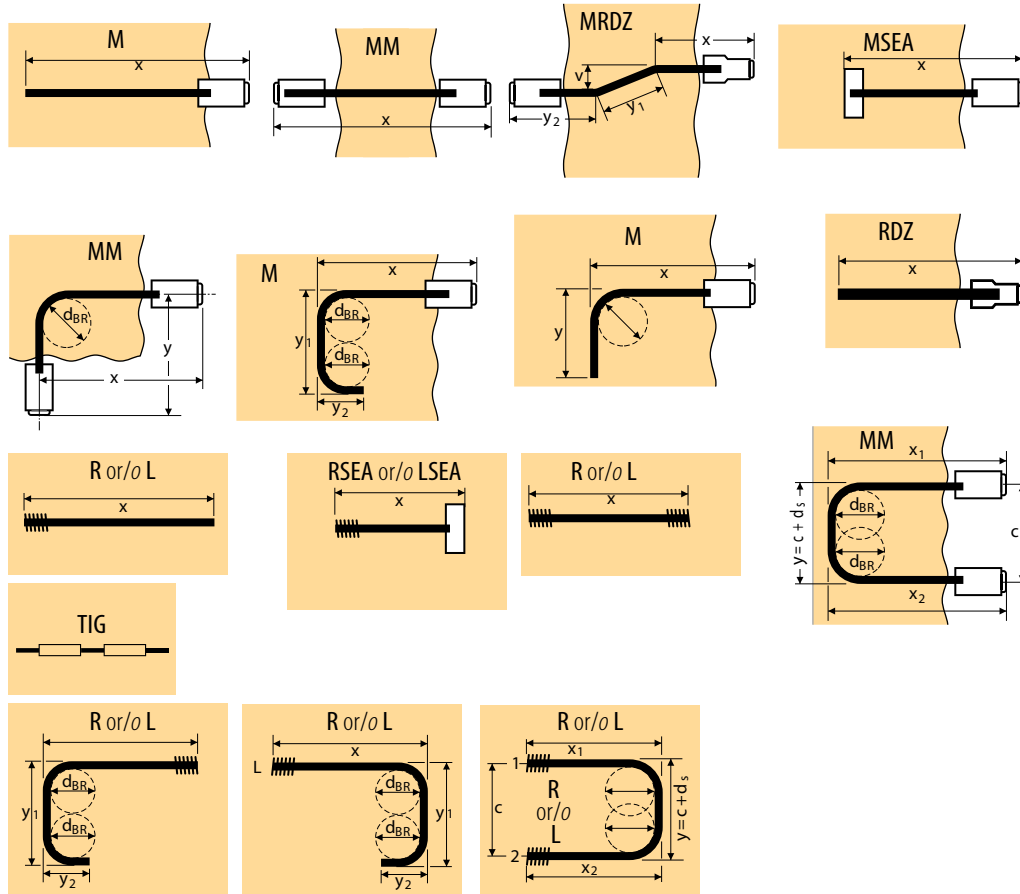 M
x
MM
x
MRDZ
x
v
y1
y2
MSEA
x
MM
dBR
y
x
M
x
dBR
y1
dBR
y2
M
x
y
RDZ
x
R or/o L
x
RSEA or/o LSEA
x
R or/o L
x
MM
x1
dBR
y = c + ds
dBR
c
x2
TIG
R or/o L
dBR
y1
dBR
y2
R or/o L
x
L
dBR
y1
dBR
y2
R or/o L
x1
1
R
c
or/o
L
y = c + ds
2
x2